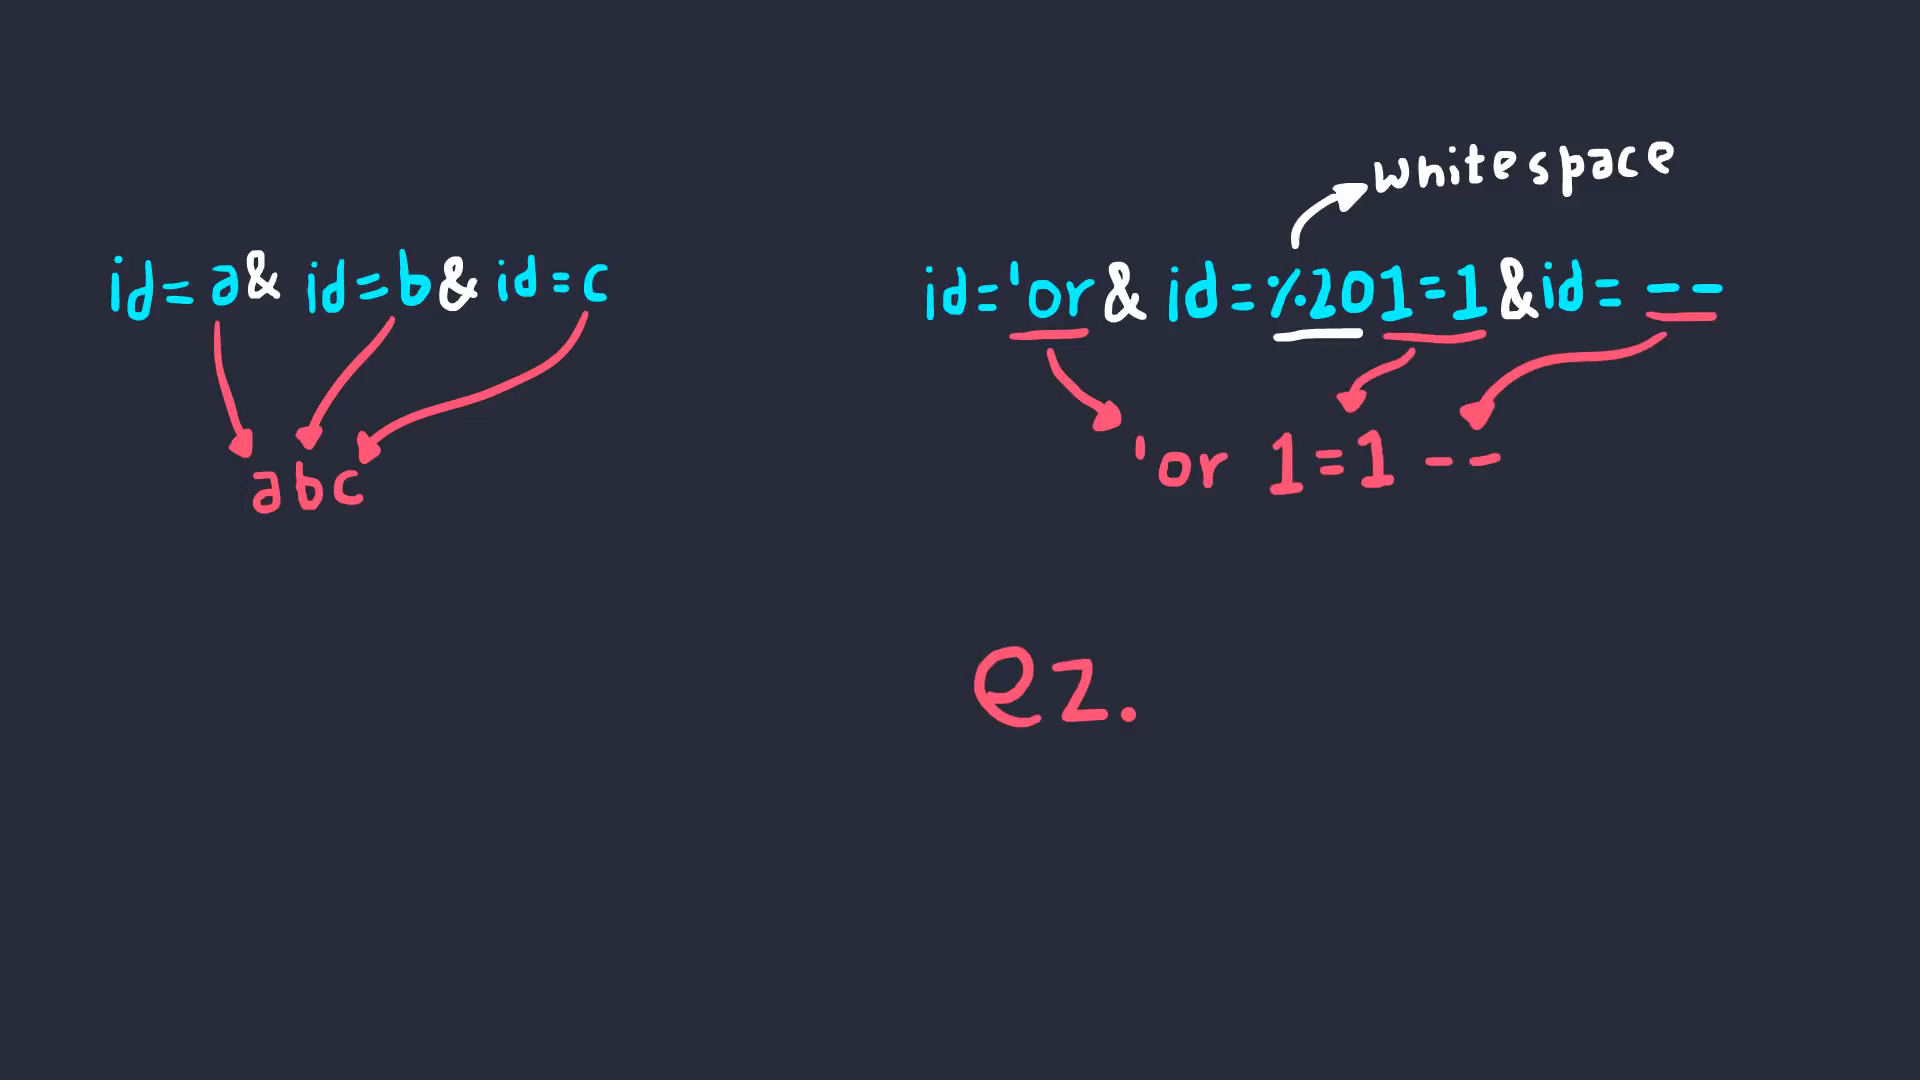 whitespace
id=a& id=b& id=c
id='or& id=%201=1&id= --
abc
'or 1=1 --
ez.